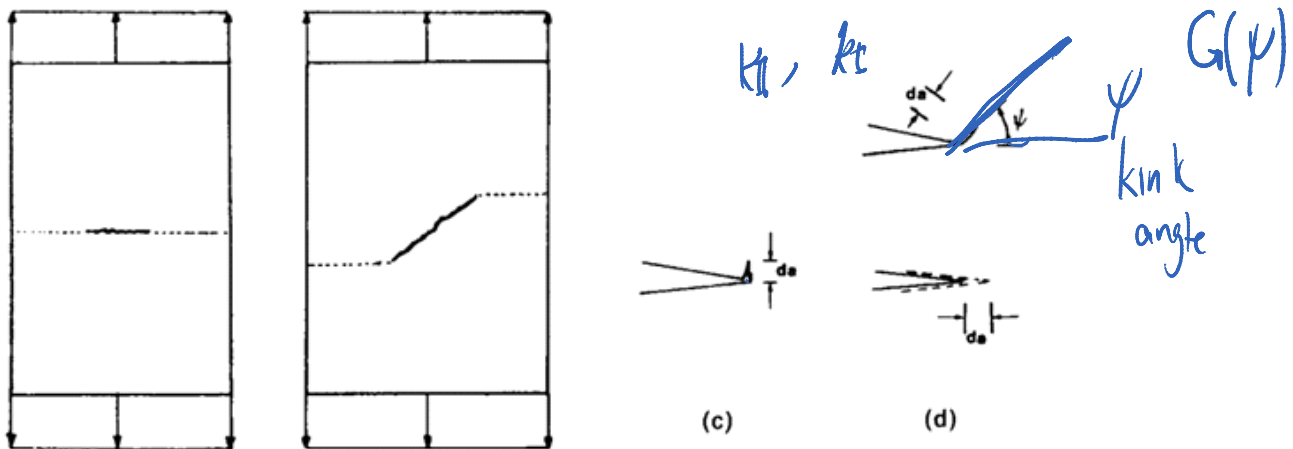 KII, KI
G(ψ)
da
ψ
ψ
kink
angle
da
da
(c)
(d)